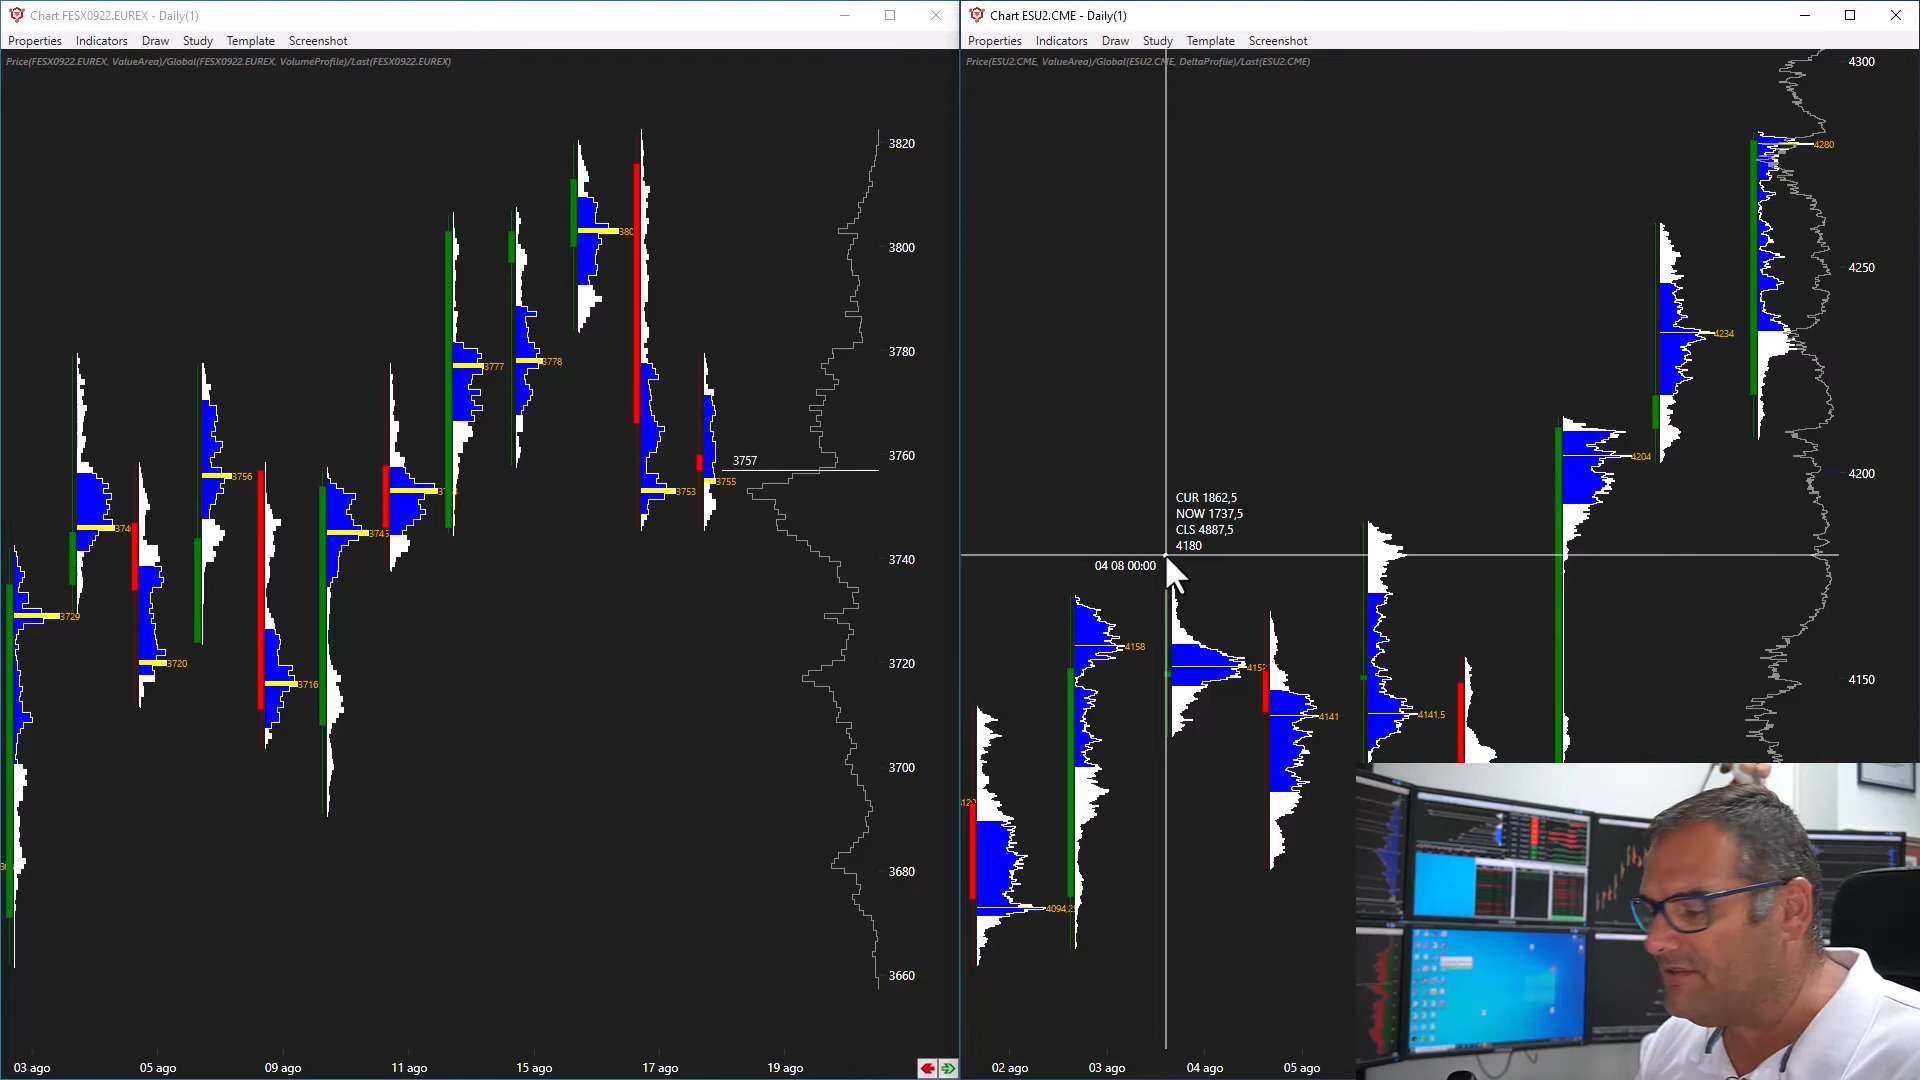 Chart FESX0922.EUREX - Daily(1)
Properties Indicators Draw Study Template Screenshot
Price(FESX0922.EUREX, ValueArea)/Global(FESX0922.EUREX, VolumeProfile)/Last(FESX0922.EUREX)
3820
3800
3780
3760
3740
3720
3700
3680
3660
3729
3720
3756
3716
3777
3778
3753
3755
3757
03 ago 05 ago 09 ago 11 ago 15 ago 17 ago 19 ago
Chart ESU2.CME - Daily(1)
Properties Indicators Draw Study Template Screenshot
Price(ESU2.CME, ValueArea)/Global(ESU2.CME, DeltaProfile)/Last(ESU2.CME)
4300
4250
4200
4150
4280
4234
4204
CUR 1862,5
NOW 1737,5
CLS 4887,5
4180
04 08 00:00
4158
4141
4141,5
02 ago 03 ago 04 ago 05 ago